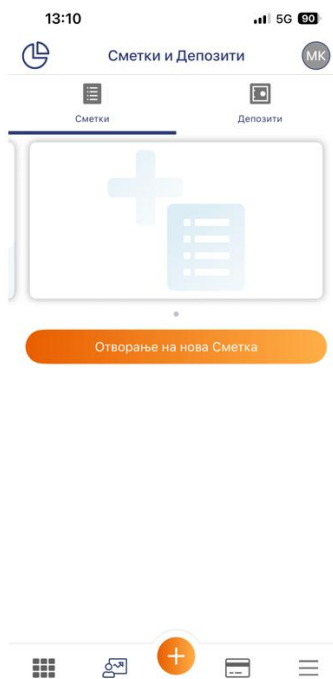 13:10
5G 90
Сметки и Депозити
МК
Сметки
Депозити
Отворање на нова Сметка